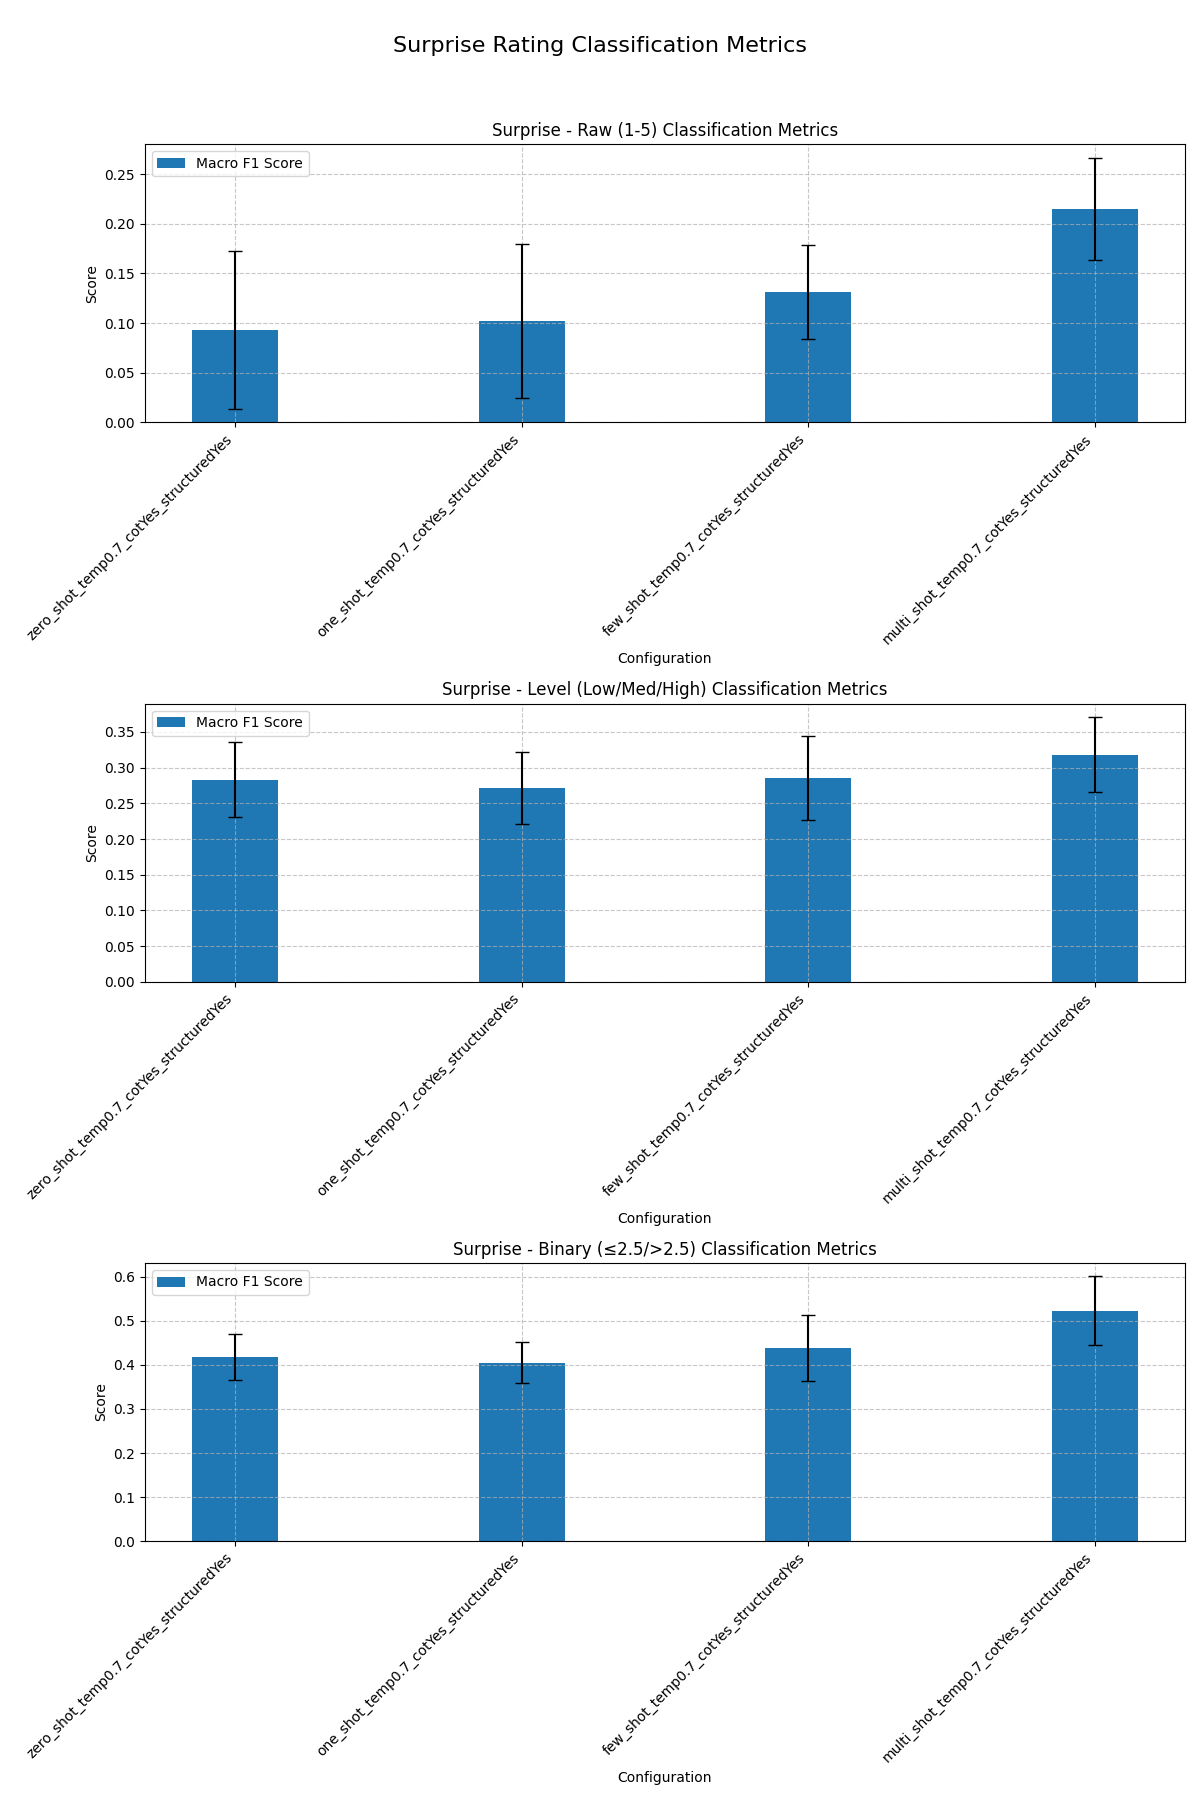 Surprise Rating Classification Metrics
Surprise - Raw (1-5) Classification Metrics
Macro F1 Score
Score
0.25
0.20
0.15
0.10
0.05
0.00
zero_shot_temp0.7_cotYes_structuredYes
one_shot_temp0.7_cotYes_structuredYes
few_shot_temp0.7_cotYes_structuredYes
multi_shot_temp0.7_cotYes_structuredYes
Configuration
Surprise - Level (Low/Med/High) Classification Metrics
Macro F1 Score
Score
0.35
0.30
0.25
0.20
0.15
0.10
0.05
0.00
zero_shot_temp0.7_cotYes_structuredYes
one_shot_temp0.7_cotYes_structuredYes
few_shot_temp0.7_cotYes_structuredYes
multi_shot_temp0.7_cotYes_structuredYes
Configuration
Surprise - Binary (≤2.5/>2.5) Classification Metrics
Macro F1 Score
Score
0.6
0.5
0.4
0.3
0.2
0.1
0.0
zero_shot_temp0.7_cotYes_structuredYes
one_shot_temp0.7_cotYes_structuredYes
few_shot_temp0.7_cotYes_structuredYes
multi_shot_temp0.7_cotYes_structuredYes
Configuration